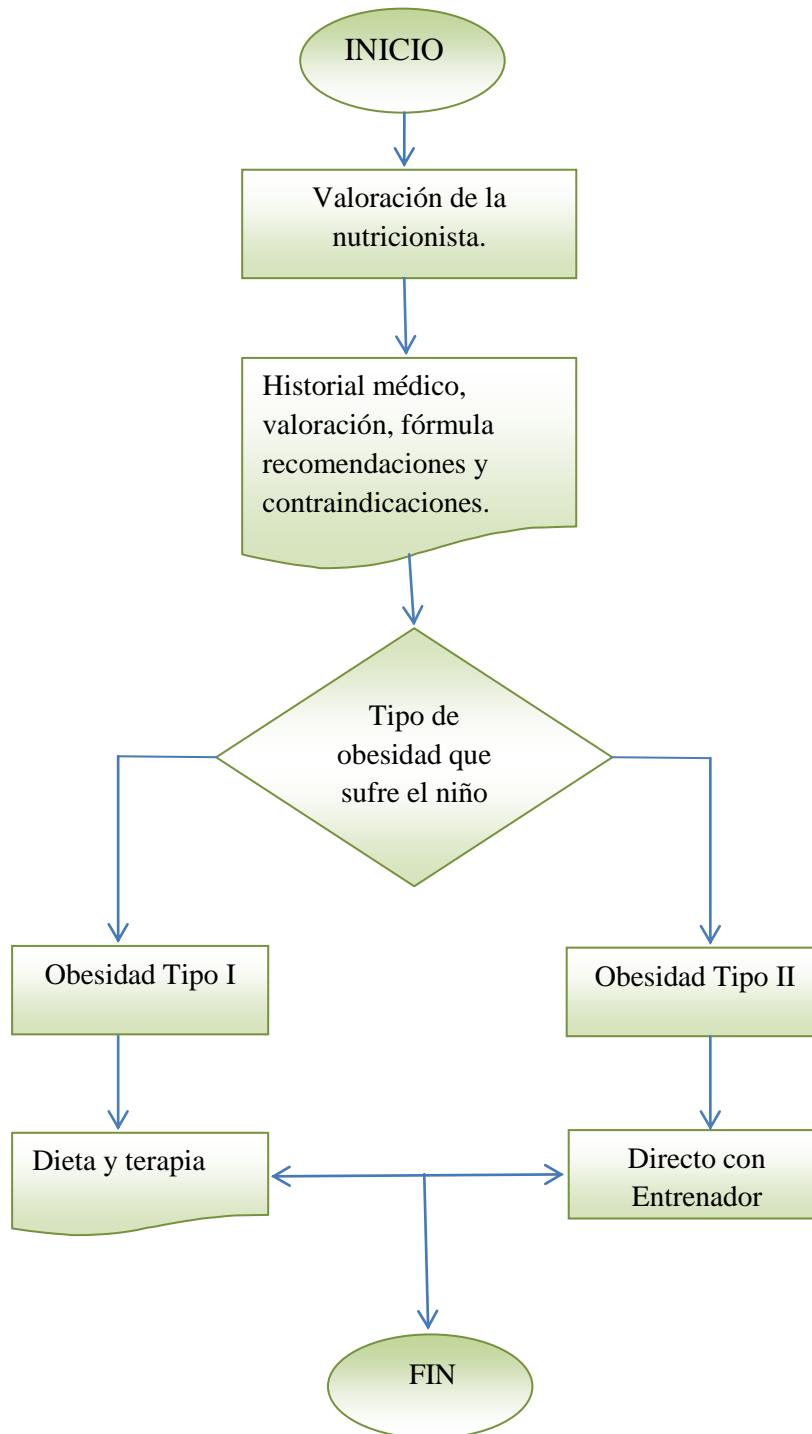 INICIO
Valoración de la
nutricionista.
Historial médico,
valoración, fórmula
recomendaciones y
contraindicaciones.
Tipo de
obesidad que
sufre el niño
Obesidad Tipo I
Obesidad Tipo II
Dieta y terapia
Directo con
Entrenador
FIN